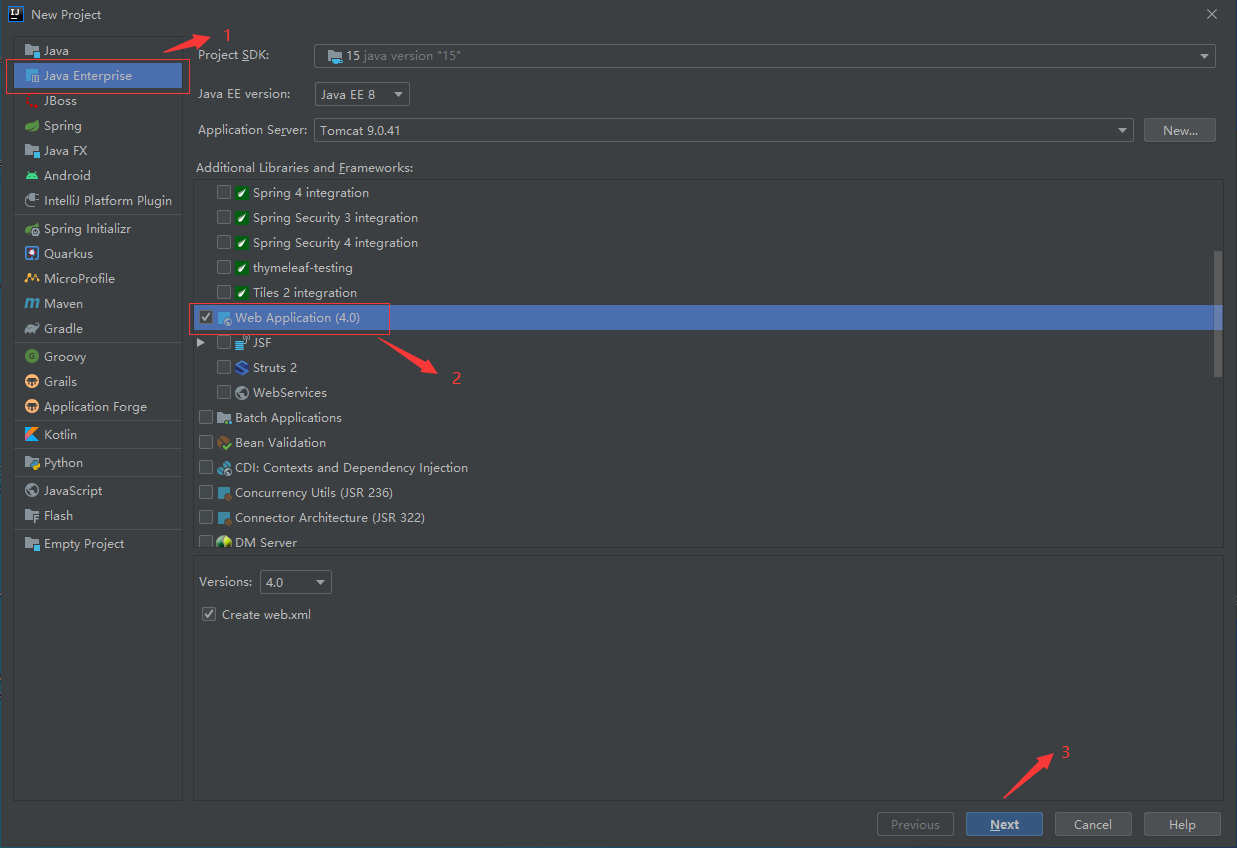 New Project
Java
Java Enterprise
JBoss
Spring
Java FX
Android
IntelliJ Platform Plugin
Spring Initializr
Quarkus
MicroProfile
Maven
Gradle
Groovy
Grails
Application Forge
Kotlin
Python
JavaScript
Flash
Empty Project
1
Project SDK: 15 java version "15"
Java EE version: Java EE 8
Application Server: Tomcat 9.0.41 New...
Additional Libraries and Frameworks:
Spring 4 integration
Spring Security 3 integration
Spring Security 4 integration
thymeleaf-testing
Tiles 2 integration
Web Application (4.0)
JSF
2
Struts 2
WebServices
Batch Applications
Bean Validation
CDI: Contexts and Dependency Injection
Concurrency Utils (JSR 236)
Connector Architecture (JSR 322)
DM Server
Versions: 4.0
Create web.xml
3
Previous Next Cancel Help